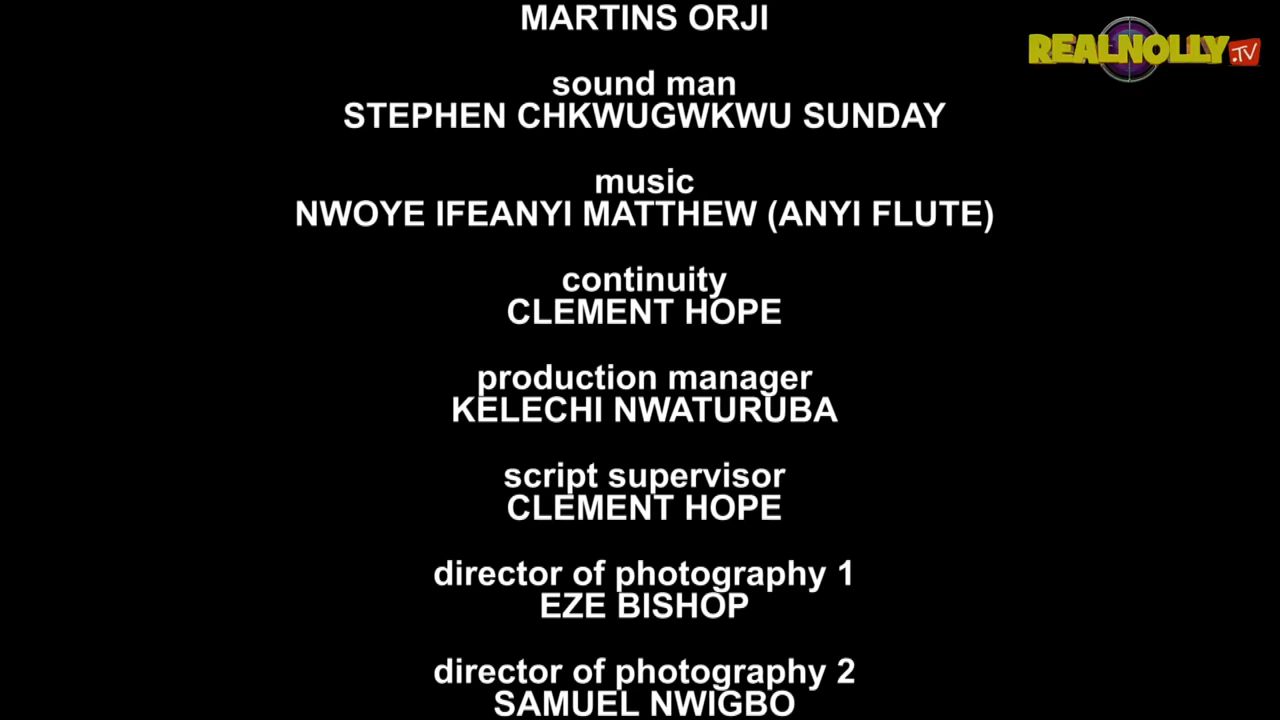 MARTINS ORJI
REALNOLLY.TV
sound man
STEPHEN CHKWUGWKWU SUNDAY
music
NWOYE IFEANYI MATTHEW (ANYI FLUTE)
continuity
CLEMENT HOPE
production manager
KELECHI NWATURUBA
script supervisor
CLEMENT HOPE
director of photography 1
EZE BISHOP
director of photography 2
SAMUEL NWIGBO